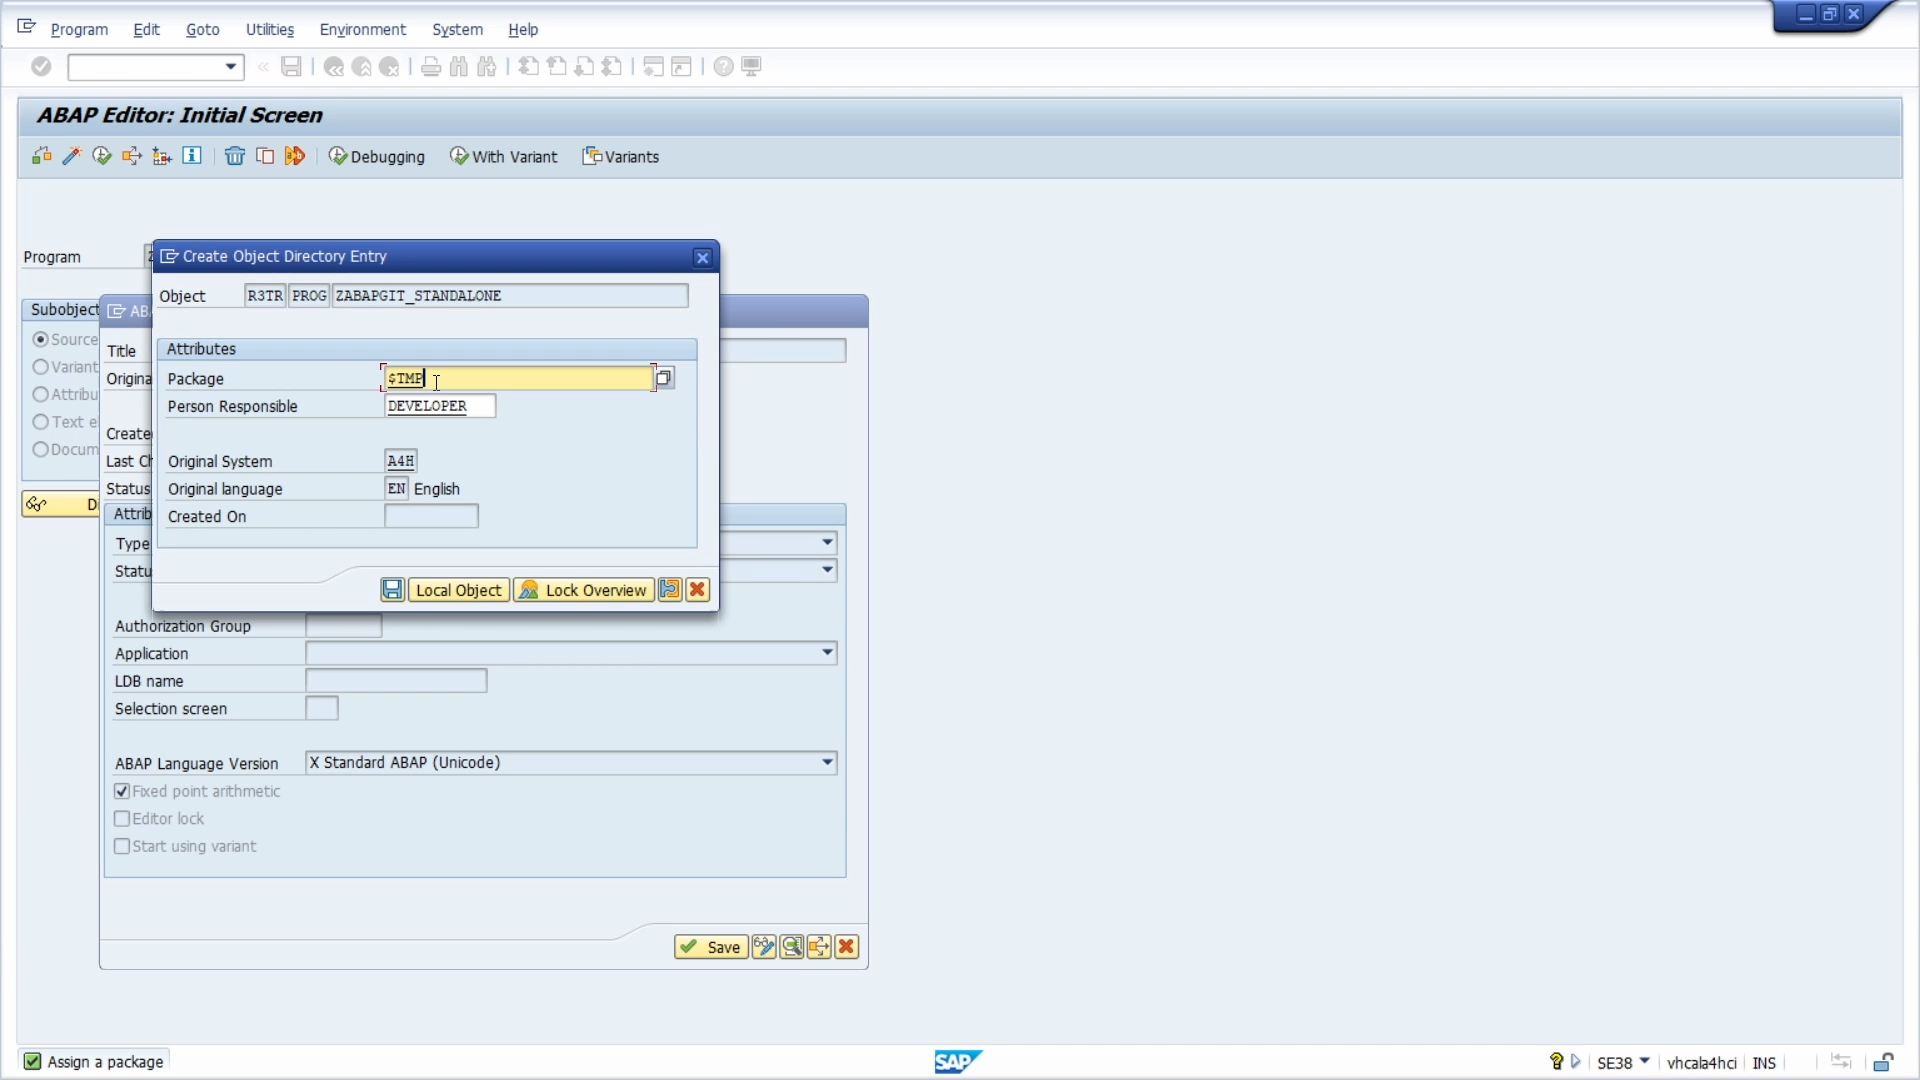 Program Edit Goto Utilities Environment System Help
ABAP Editor: Initial Screen
Debugging With Variant Variants
Program
Create Object Directory Entry
Object R3TR PROG ZABAPGIT_STANDALONE
Subobject
AB
Source
Title
Attributes
Variant
Origina
Package $TMP
Attribu
Person Responsible DEVELOPER
Text e
Create
Docum
Last Ch
Original System A4H
Status
Original language EN English
D
Attrib
Created On
Type
Statu
Local Object Lock Overview
Authorization Group
Application
LDB name
Selection screen
ABAP Language Version X Standard ABAP (Unicode)
Fixed point arithmetic
Editor lock
Start using variant
Save
Assign a package SAP SE38 vhcala4hci INS